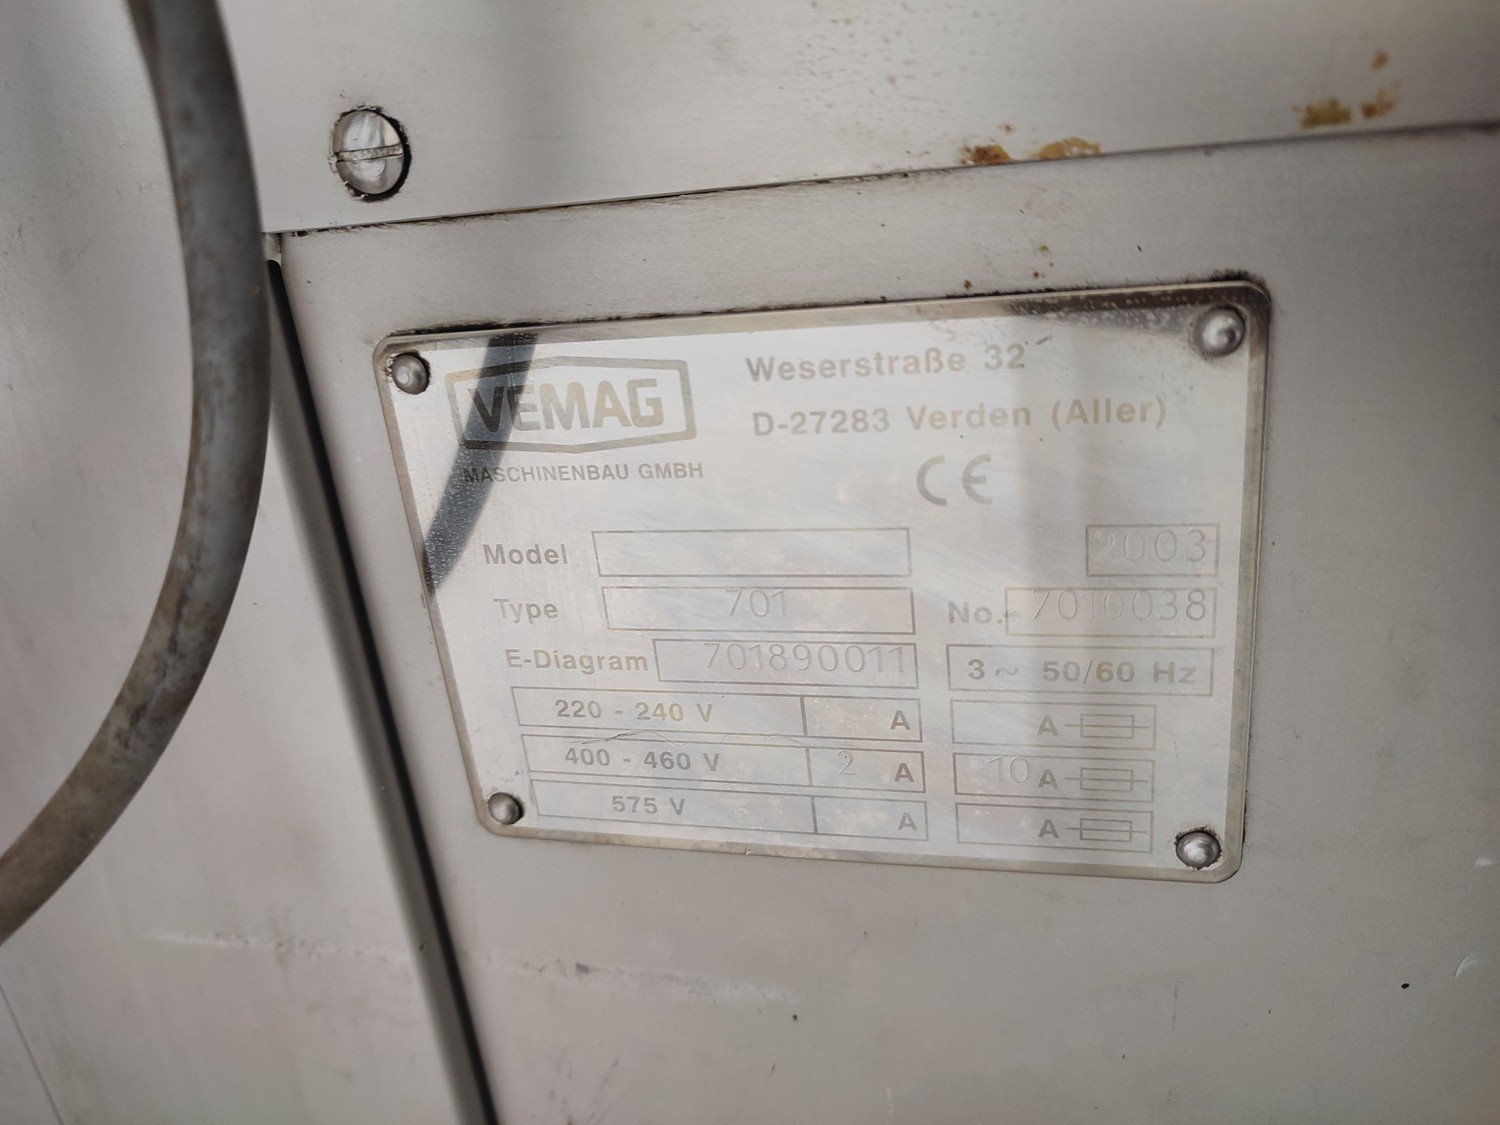 VEMAG
MASCHINENBAU GMBH
Weserstraße 32
D-27283 Verden (Aller)
CE
Model
2003
Type 701 No. 7010038
E-Diagram 701890011 3 ~ 50/60 Hz
220 - 240 V A A
400 - 460 V 2 A 10 A
575 V A A